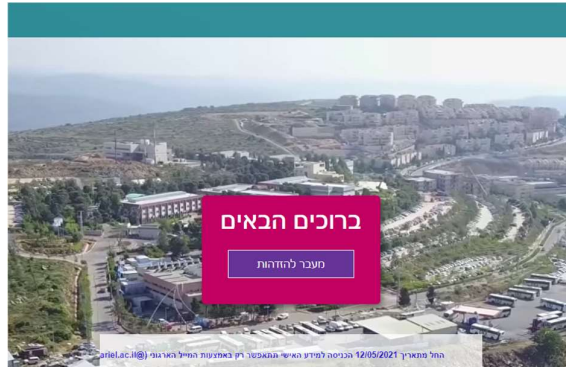 ברוכים הבאים
מעבר להזדהות
החל מתאריך 12/05/2021 הכניסה למידע האישי תתאפשר רק באמצעות המייל הארגוני (@ariel.ac.il